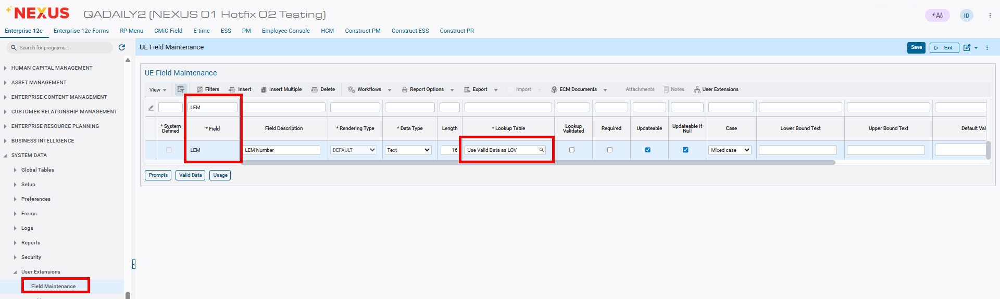 NEXUS QADAILY2 (NEXUS 01 Hotfix 02 Testing) AI ID
Enterprise 12c Enterprise 12c Forms RP Menu CMiC Field E-time ESS PM Employee Console HCM Construct PM Construct ESS Construct PR
Search for programs...
UE Field Maintenance Save Exit
HUMAN CAPITAL MANAGEMENT
ASSET MANAGEMENT
ENTERPRISE CONTENT MANAGEMENT
CUSTOMER RELATIONSHIP MANAGEMENT
ENTERPRISE RESOURCE PLANNING
BUSINESS INTELLIGENCE
SYSTEM DATA
Global Tables
Setup
Preferences
Forms
Logs
Reports
Security
User Extensions
Field Maintenance
UE Field Maintenance
View Filters Insert Insert Multiple Delete Workflows Report Options Export Import ECM Documents Attachments Notes User Extensions
LEM
* System Defined * Field Field Description * Rendering Type * Data Type Length * Lookup Table Lookup Validated Required Updateable Updateable If Null Case Lower Bound Text Upper Bound Text Default Val
LEM LEM Number DEFAULT Text 16 Use Valid Data as LOV Mixed case
Prompts Valid Data Usage